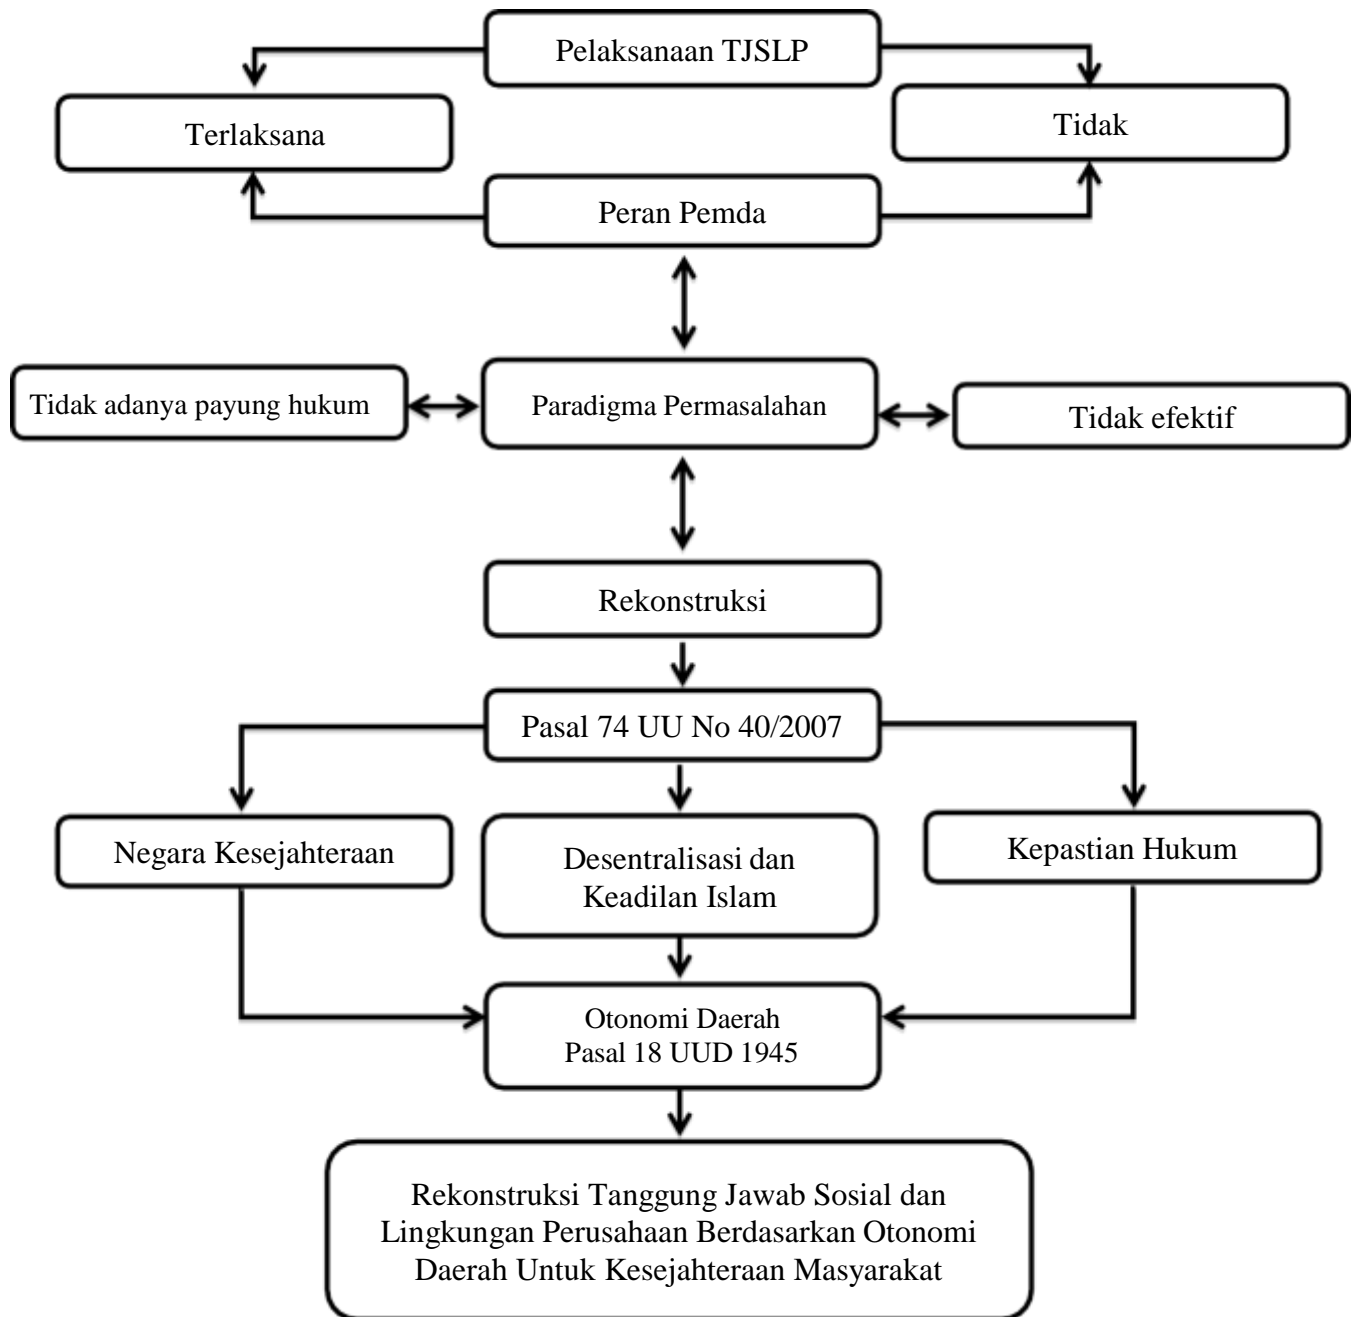 Pelaksanaan TJSLP
Terlaksana
Tidak
Peran Pemda
Tidak adanya payung hukum
Paradigma Permasalahan
Tidak efektif
Rekonstruksi
Pasal 74 UU No 40/2007
Negara Kesejahteraan
Desentralisasi dan
Keadilan Islam
Kepastian Hukum
Otonomi Daerah
Pasal 18 UUD 1945
Rekonstruksi Tanggung Jawab Sosial dan
Lingkungan Perusahaan Berdasarkan Otonomi
Daerah Untuk Kesejahteraan Masyarakat